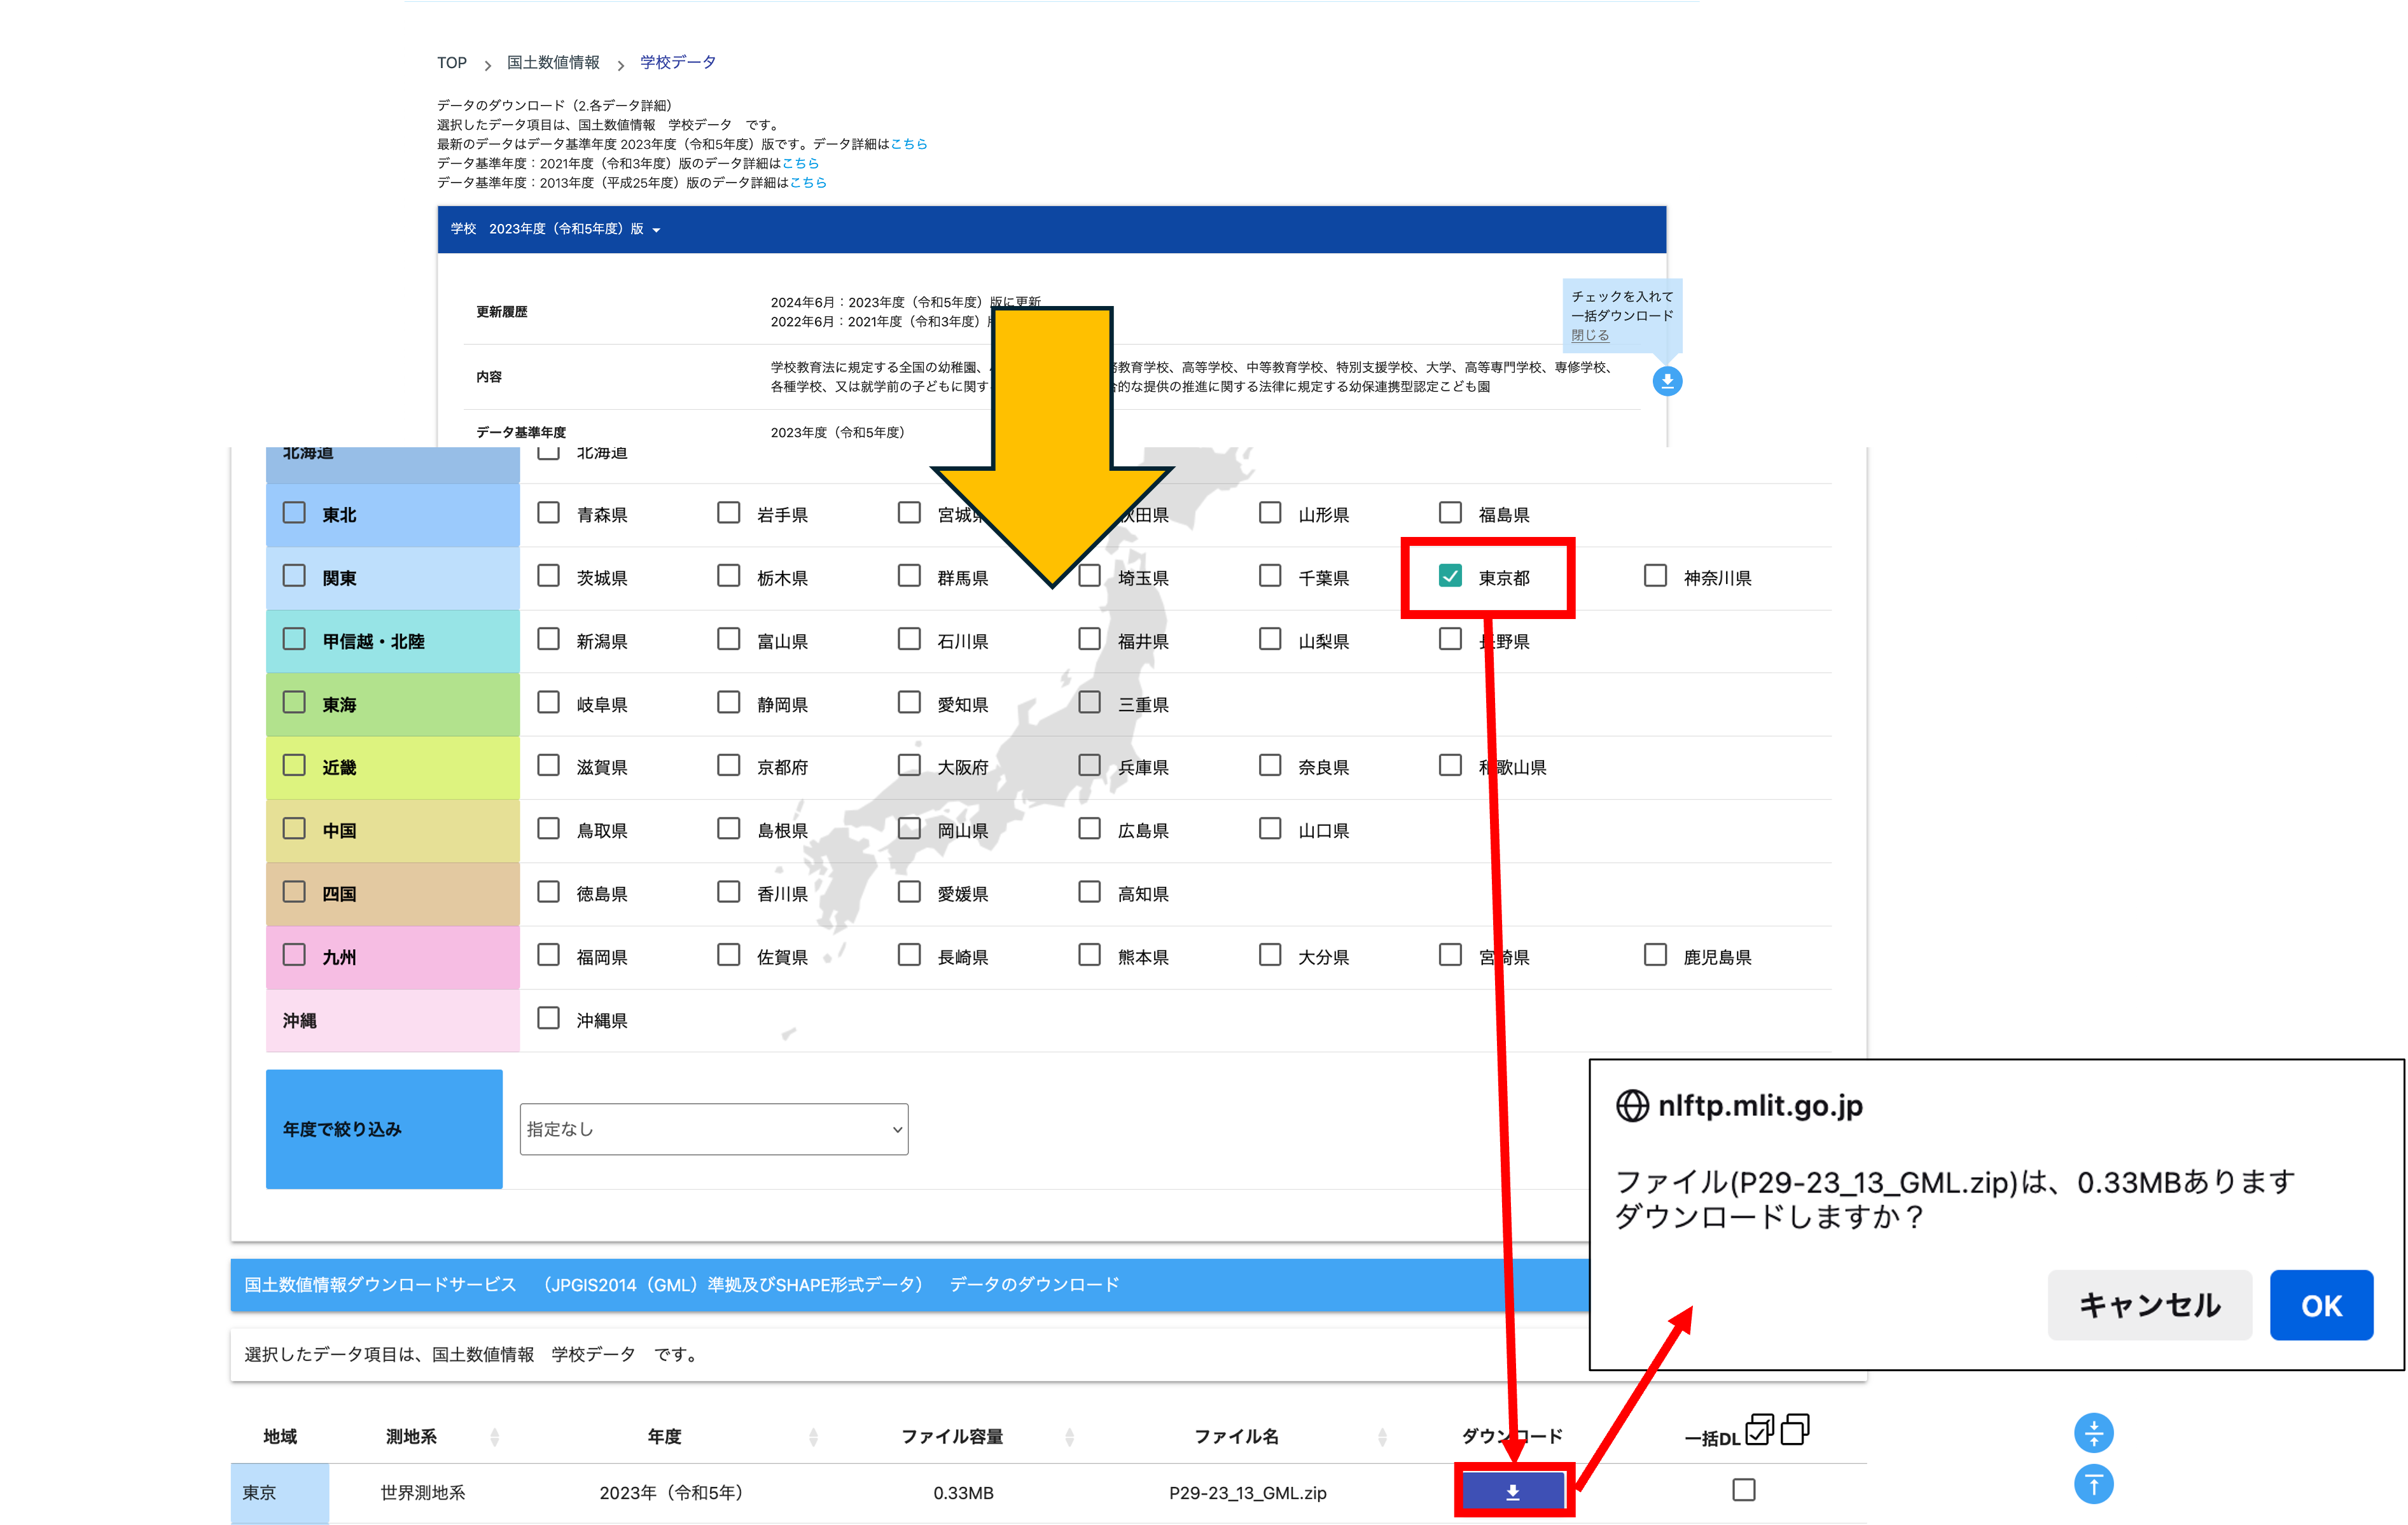 TOP > 国土数値情報 > 学校データ
データのダウンロード（2.各データ詳細）
選択したデータ項目は、国土数値情報　学校データ　です。
最新のデータはデータ基準年度 2023年度（令和5年度）版です。データ詳細はこちら
データ基準年度：2021年度（令和3年度）版のデータ詳細はこちら
データ基準年度：2013年度（平成25年度）版のデータ詳細はこちら
学校　2023年度（令和5年度）版
チェックを入れて
一括ダウンロード
閉じる
更新履歴
2024年6月：2023年度（令和5年度）版に更新
2022年6月：2021年度（令和3年度）
内容
学校教育法に規定する全国の幼稚園、 教育学校、高等学校、中等教育学校、特別支援学校、大学、高等専門学校、専修学校、
各種学校、又は就学前の子どもに関す 的な提供の推進に関する法律に規定する幼保連携型認定こども園
データ基準年度 2023年度（令和5年度）
北海道 北海道
東北 青森県 岩手県 宮城県 秋田県 山形県 福島県
関東 茨城県 栃木県 群馬県 埼玉県 千葉県 東京都 神奈川県
甲信越・北陸 新潟県 富山県 石川県 福井県 山梨県 長野県
東海 岐阜県 静岡県 愛知県 三重県
近畿 滋賀県 京都府 大阪府 兵庫県 奈良県 和歌山県
中国 鳥取県 島根県 岡山県 広島県 山口県
四国 徳島県 香川県 愛媛県 高知県
九州 福岡県 佐賀県 長崎県 熊本県 大分県 宮崎県 鹿児島県
沖縄 沖縄県
年度で絞り込み 指定なし
nlftp.mlit.go.jp
ファイル(P29-23_13_GML.zip)は、0.33MBあります
ダウンロードしますか？
キャンセル OK
国土数値情報ダウンロードサービス　（JPGIS2014（GML）準拠及びSHAPE形式データ）　データのダウンロード
選択したデータ項目は、国土数値情報　学校データ　です。
地域 測地系 年度 ファイル容量 ファイル名 ダウンロード 一括DL
東京 世界測地系 2023年（令和5年） 0.33MB P29-23_13_GML.zip